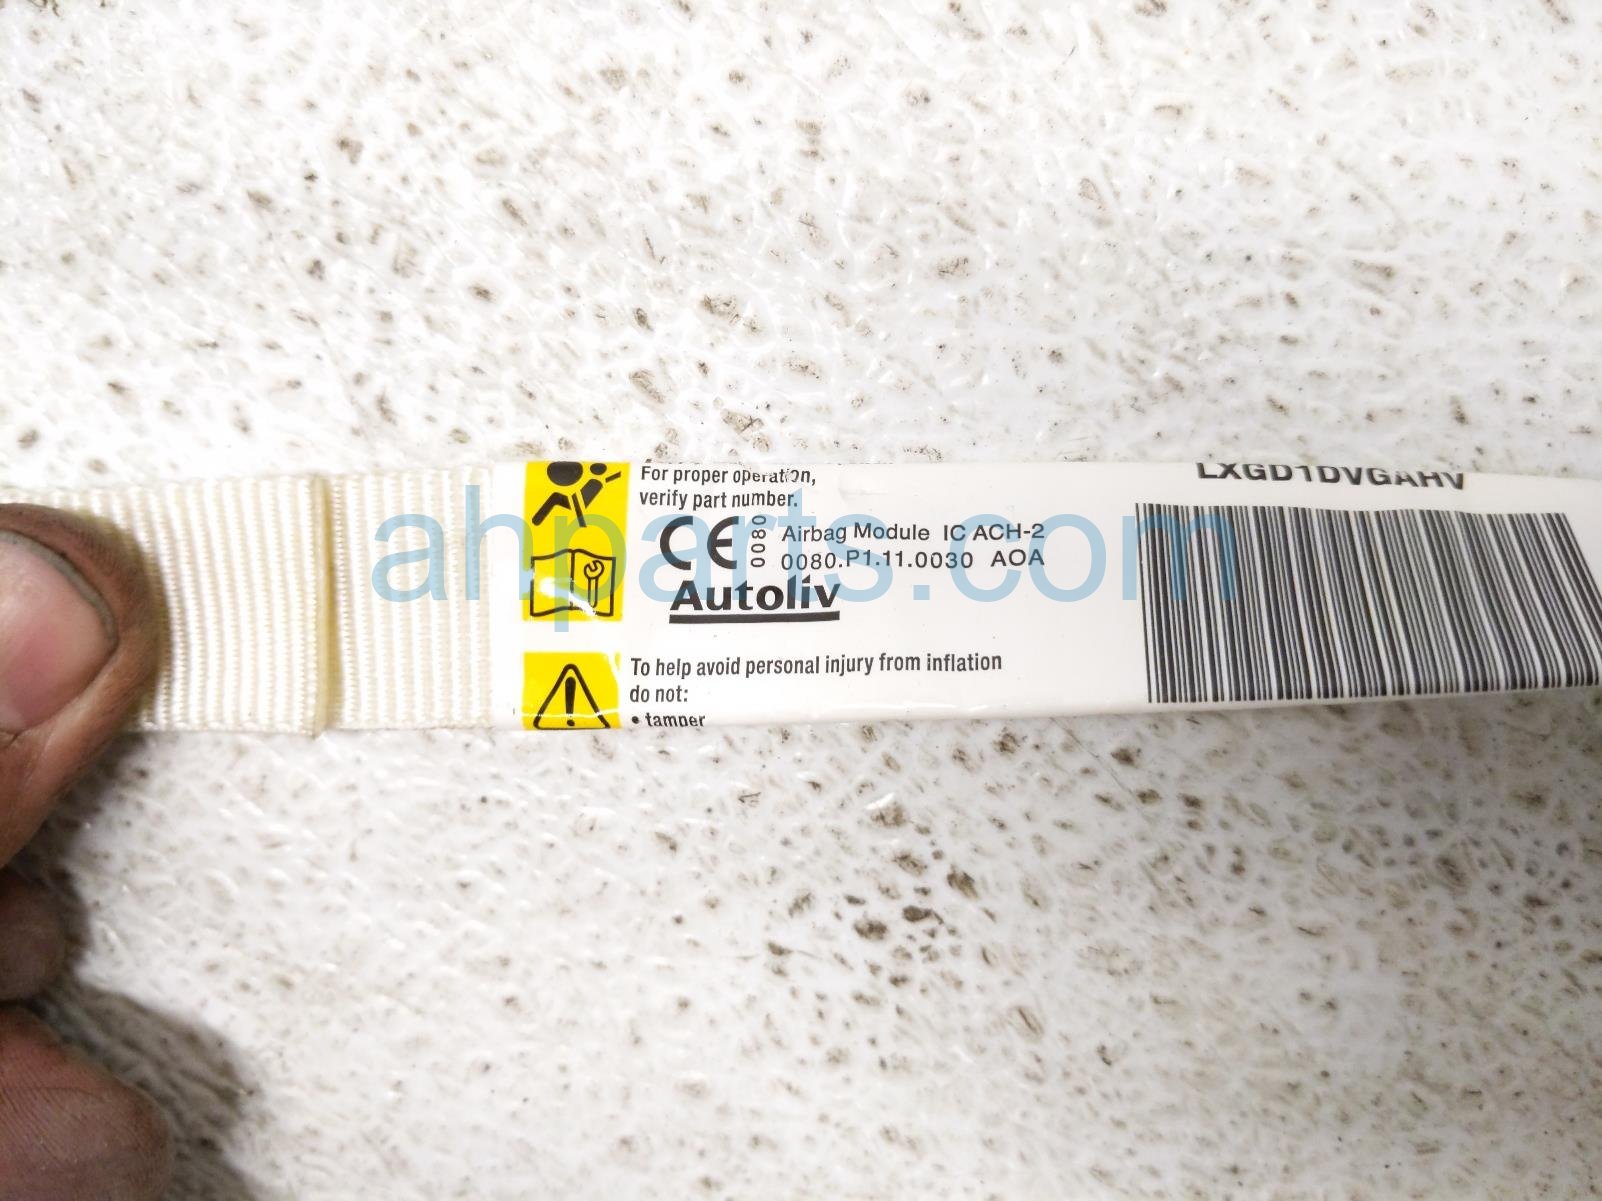 For proper operation,
verify part number.
CE 0080 Airbag Module IC ACH-2
0080.P1.11.0030 AOA
Autoliv
To help avoid personal injury from inflation
do not:
• tamper
LXGD1DVGAHV
ahparts.com